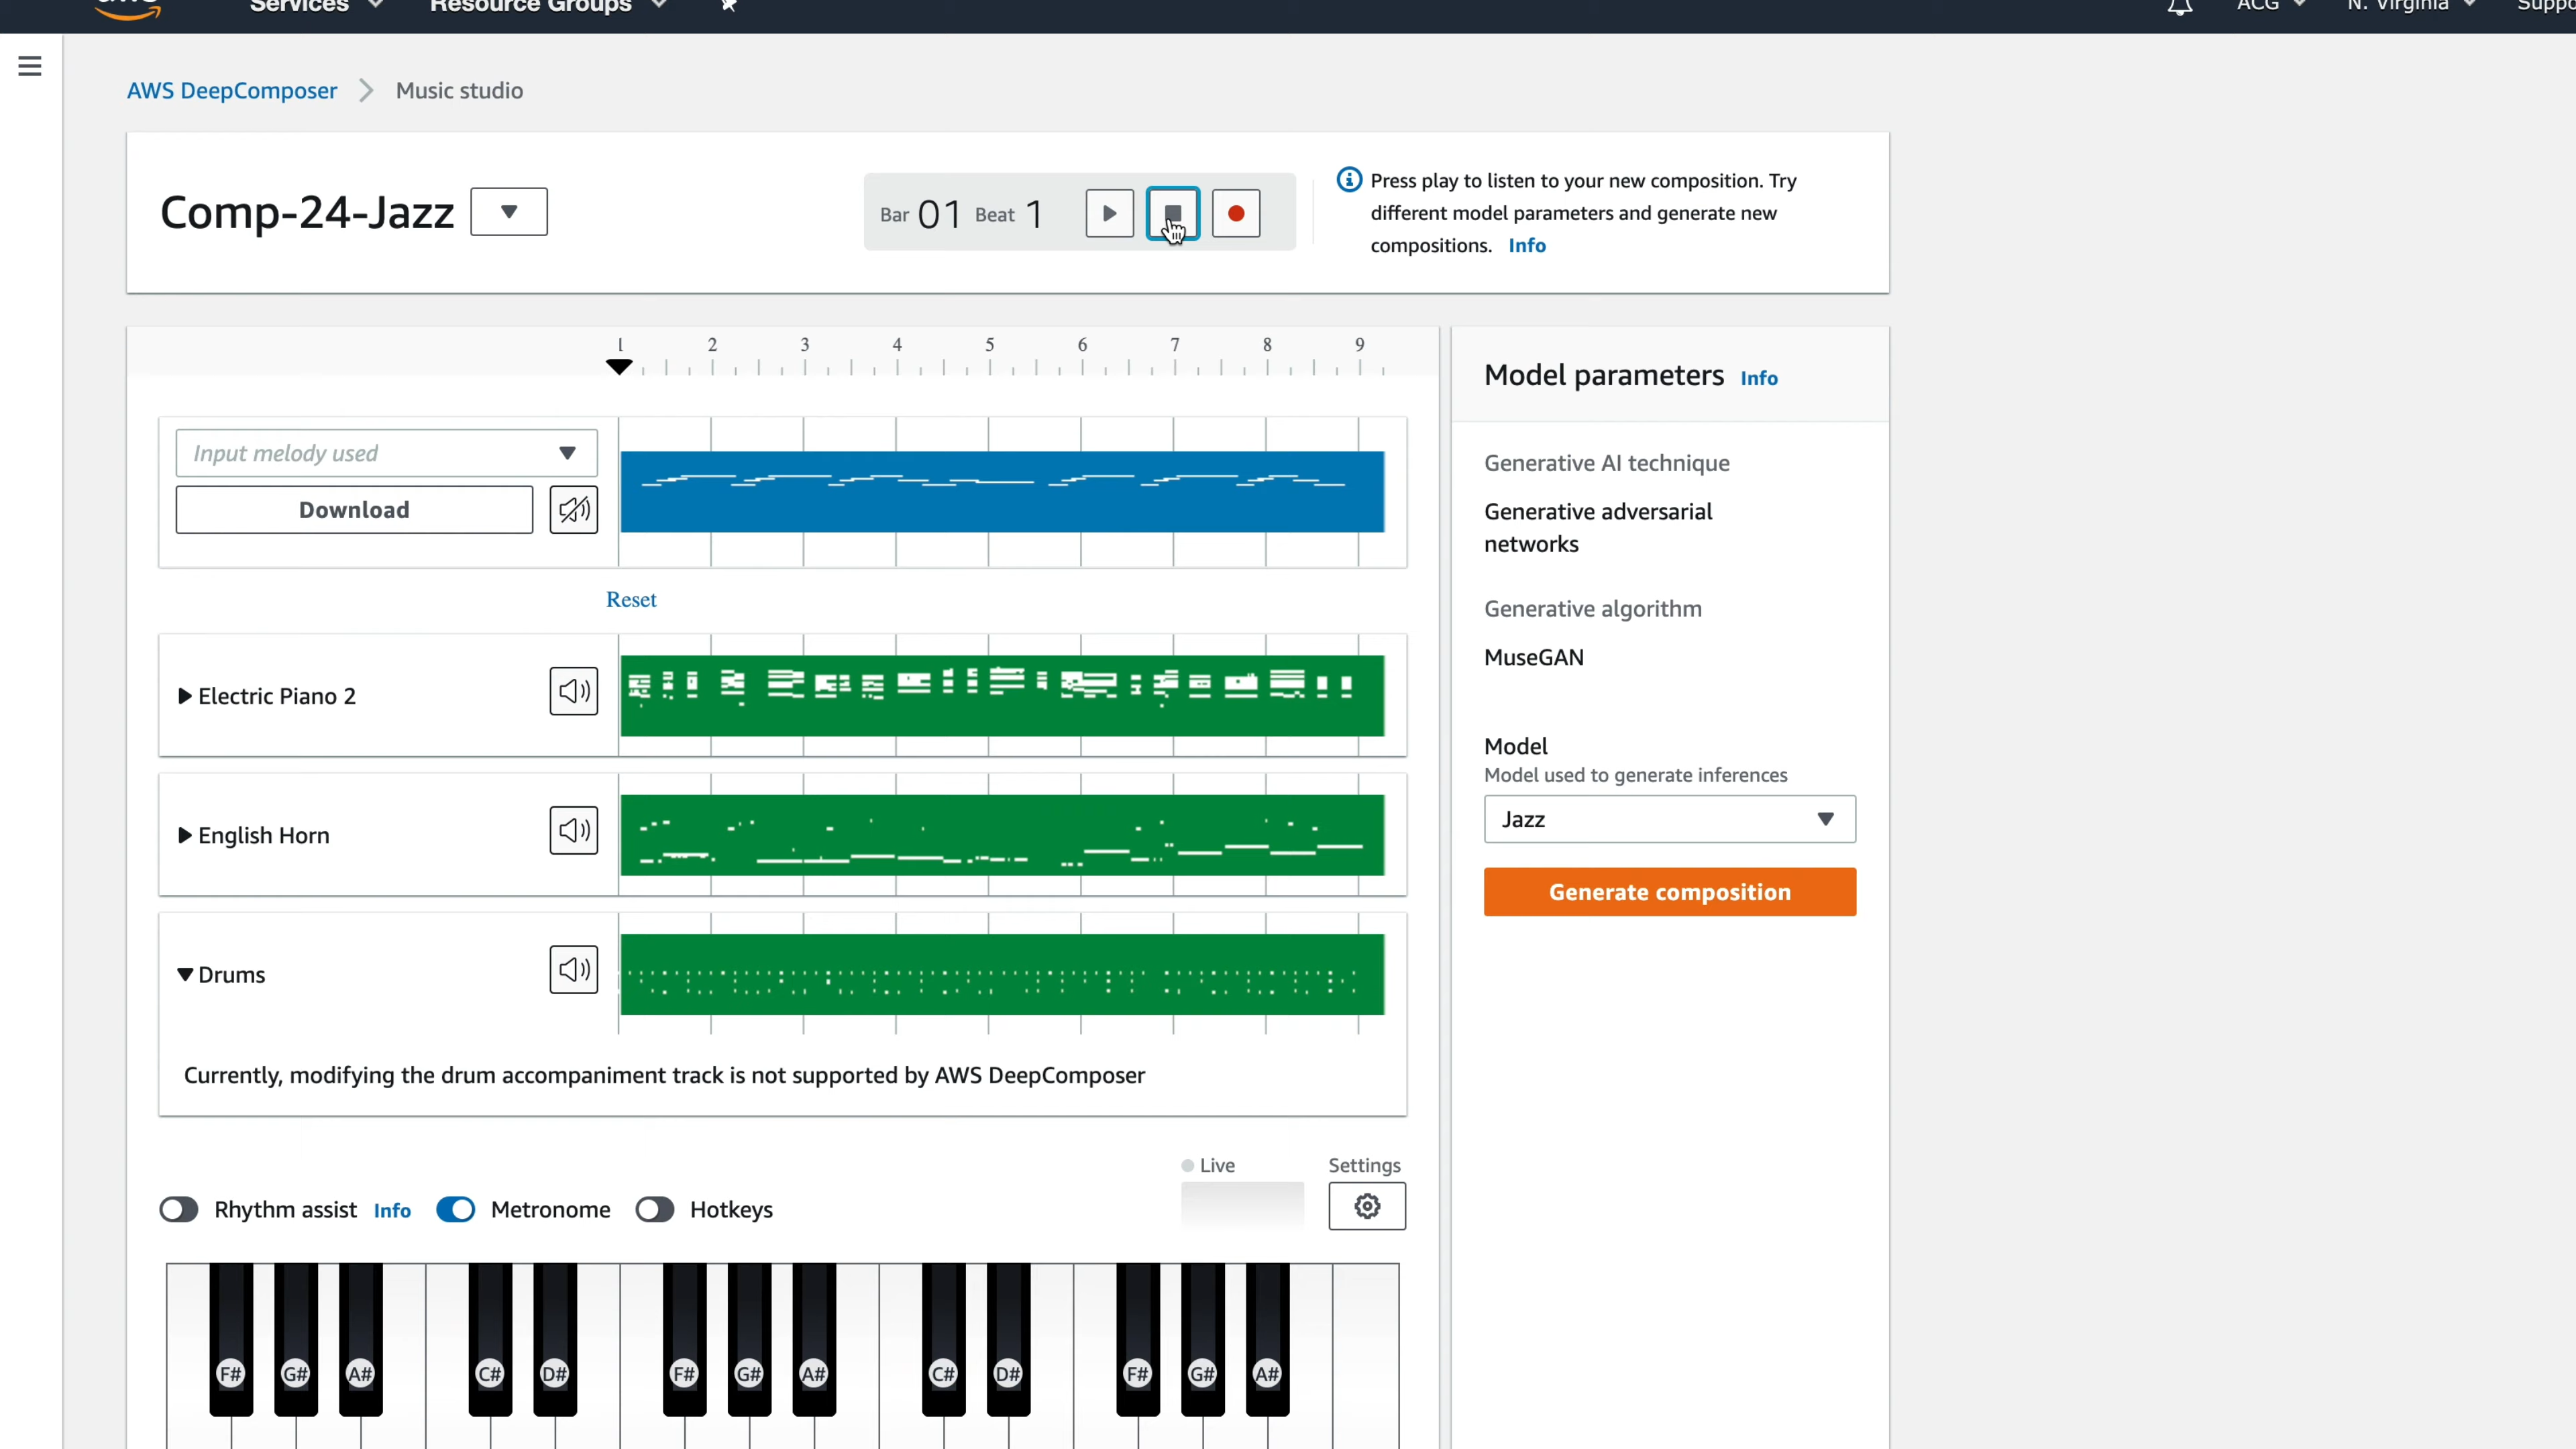 aws Services Resource Groups ACG N. Virginia Suppo
AWS DeepComposer Music studio
Comp-24-Jazz
Bar 01 Beat 1
Press play to listen to your new composition. Try
different model parameters and generate new
compositions. Info
1 2 3 4 5 6 7 8 9
Input melody used
Download
Reset
Electric Piano 2
English Horn
Drums
Currently, modifying the drum accompaniment track is not supported by AWS DeepComposer
Live Settings
Rhythm assist Info Metronome Hotkeys
F# G# A# C# D# F# G# A# C# D# F# G# A#
Model parameters Info
Generative AI technique
Generative adversarial
networks
Generative algorithm
MuseGAN
Model
Model used to generate inferences
Jazz
Generate composition